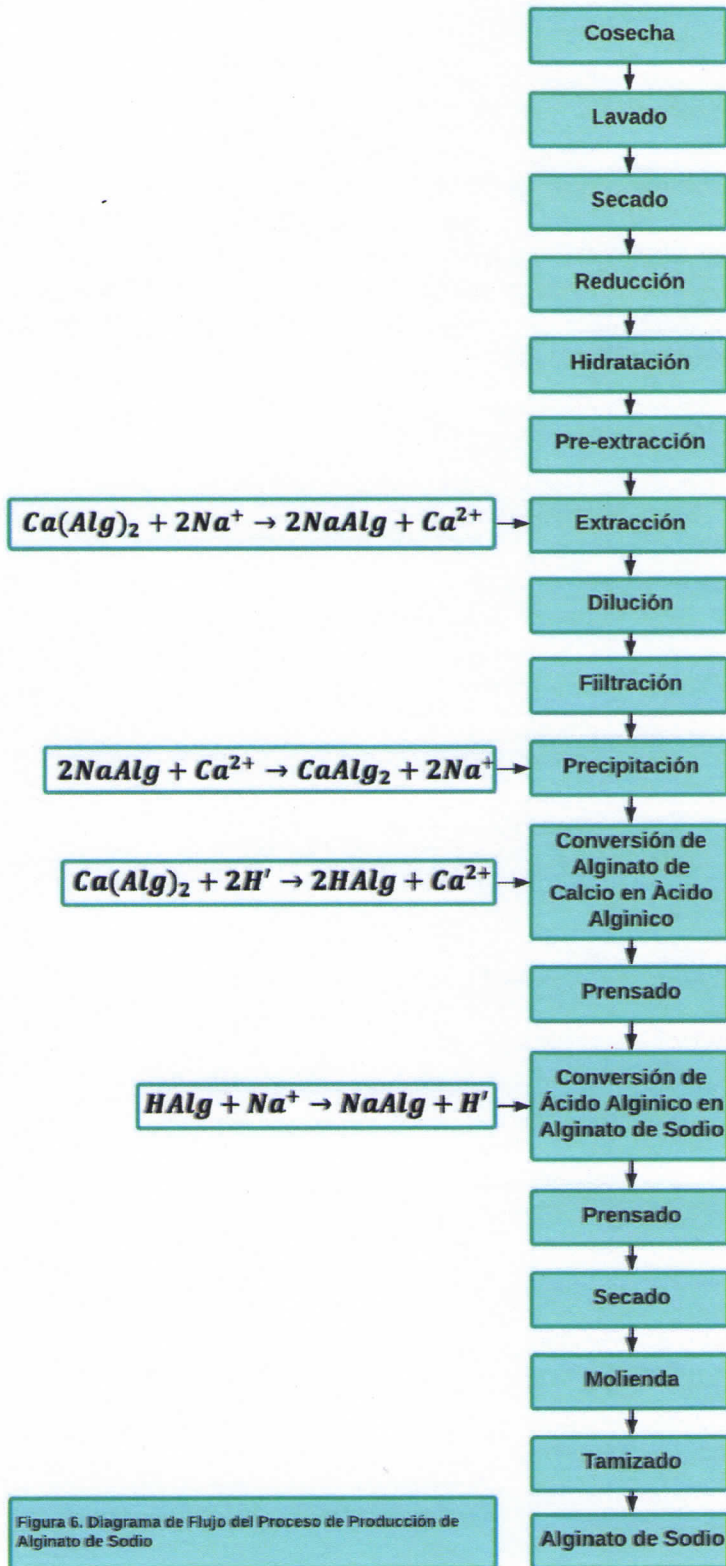 Cosecha
Lavado
Secado
Reducción
Hidratación
Pre-extracción
Ca(Alg)₂ + 2Na⁺ → 2NaAlg + Ca²⁺
Extracción
Dilución
Fiiltración
2NaAlg + Ca²⁺ → CaAlg₂ + 2Na⁺
Precipitación
Ca(Alg)₂ + 2H' → 2HAlg + Ca²⁺
Conversión de
Alginato de
Calcio en Àcido
Alginico
Prensado
HAlg + Na⁺ → NaAlg + H'
Conversión de
Ácido Alginico en
Alginato de Sodio
Prensado
Secado
Molienda
Tamizado
Alginato de Sodio
Figura 6. Diagrama de Flujo del Proceso de Producción de
Alginato de Sodio